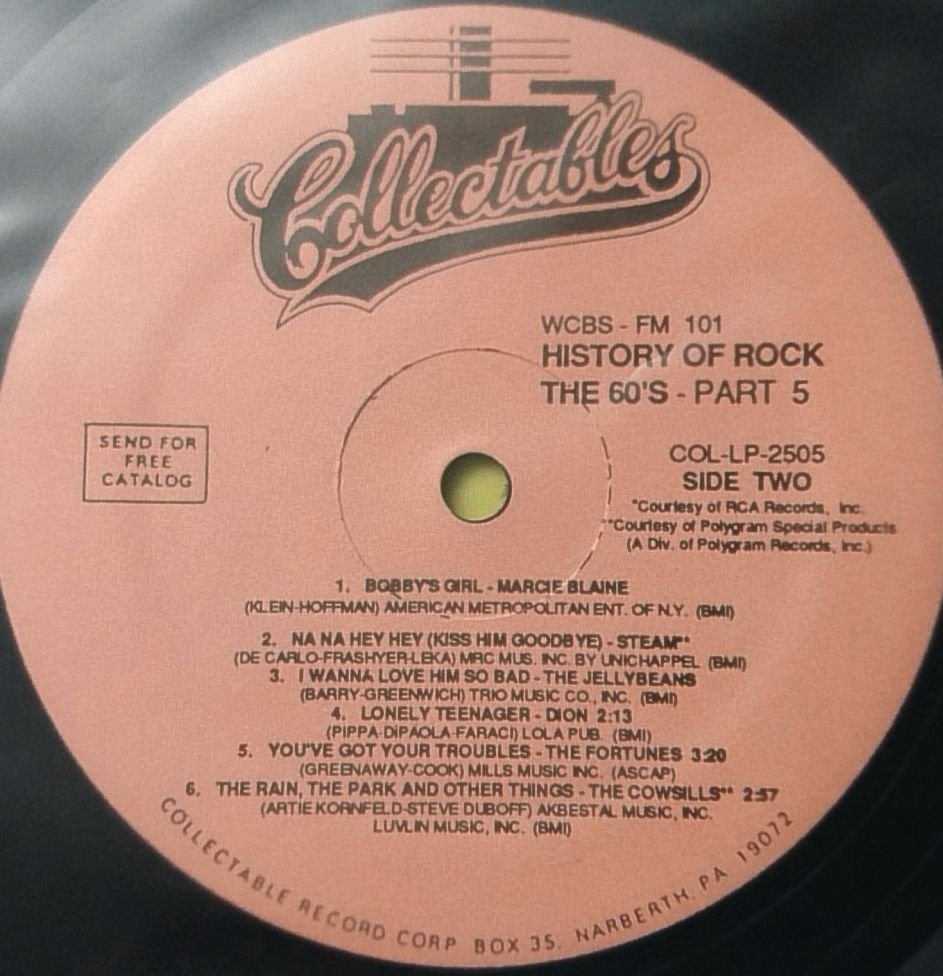 Collectables
WCBS - FM 101
HISTORY OF ROCK
THE 60'S - PART 5
SEND FOR
FREE
CATALOG
COL-LP-2505
SIDE TWO
*Courtesy of RCA Records, Inc.
**Courtesy of Polygram Special Products
(A Div. of Polygram Records, Inc.)
1. BOBBY'S GIRL - MARCIE BLAINE
(KLEIN-HOFFMAN) AMERICAN METROPOLITAN ENT. OF N.Y. (BMI)
2. NA NA HEY HEY (KISS HIM GOODBYE) - STEAM**
(DE CARLO-FRASHYER-LEKA) MRC MUS. INC. BY UNICHAPPEL (BMI)
3. I WANNA LOVE HIM SO BAD - THE JELLYBEANS
(BARRY-GREENWICH) TRIO MUSIC CO., INC. (BMI)
4. LONELY TEENAGER - DION 2:13
(PIPPA-DiPAOLA-FARACI) LOLA PUB. (BMI)
5. YOU'VE GOT YOUR TROUBLES - THE FORTUNES 3:20
(GREENAWAY-COOK) MILLS MUSIC INC. (ASCAP)
6. THE RAIN, THE PARK AND OTHER THINGS - THE COWSILLS** 2:57
(ARTIE KORNFELD-STEVE DUBOFF) AKBESTAL MUSIC, INC.
LUVLIN MUSIC, INC. (BMI)
COLLECTABLE RECORD CORP BOX 35, NARBERTH, PA 19072